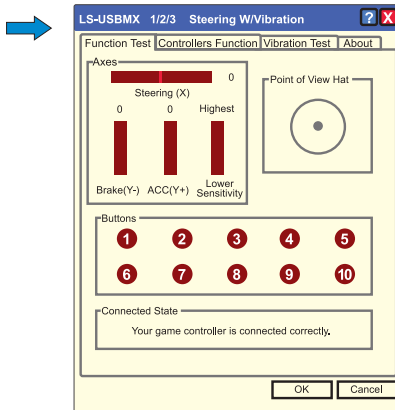 LS-USBMX 1/2/3 Steering W/Vibration ? X
Function Test Controllers Function Vibration Test About
Axes
0
Steering (X)
Point of View Hat
0 0 Highest
Brake(Y-) ACC(Y+) Lower Sensitivity
Buttons
1 2 3 4 5
6 7 8 9 10
Connected State
Your game controller is connected correctly.
OK Cancel